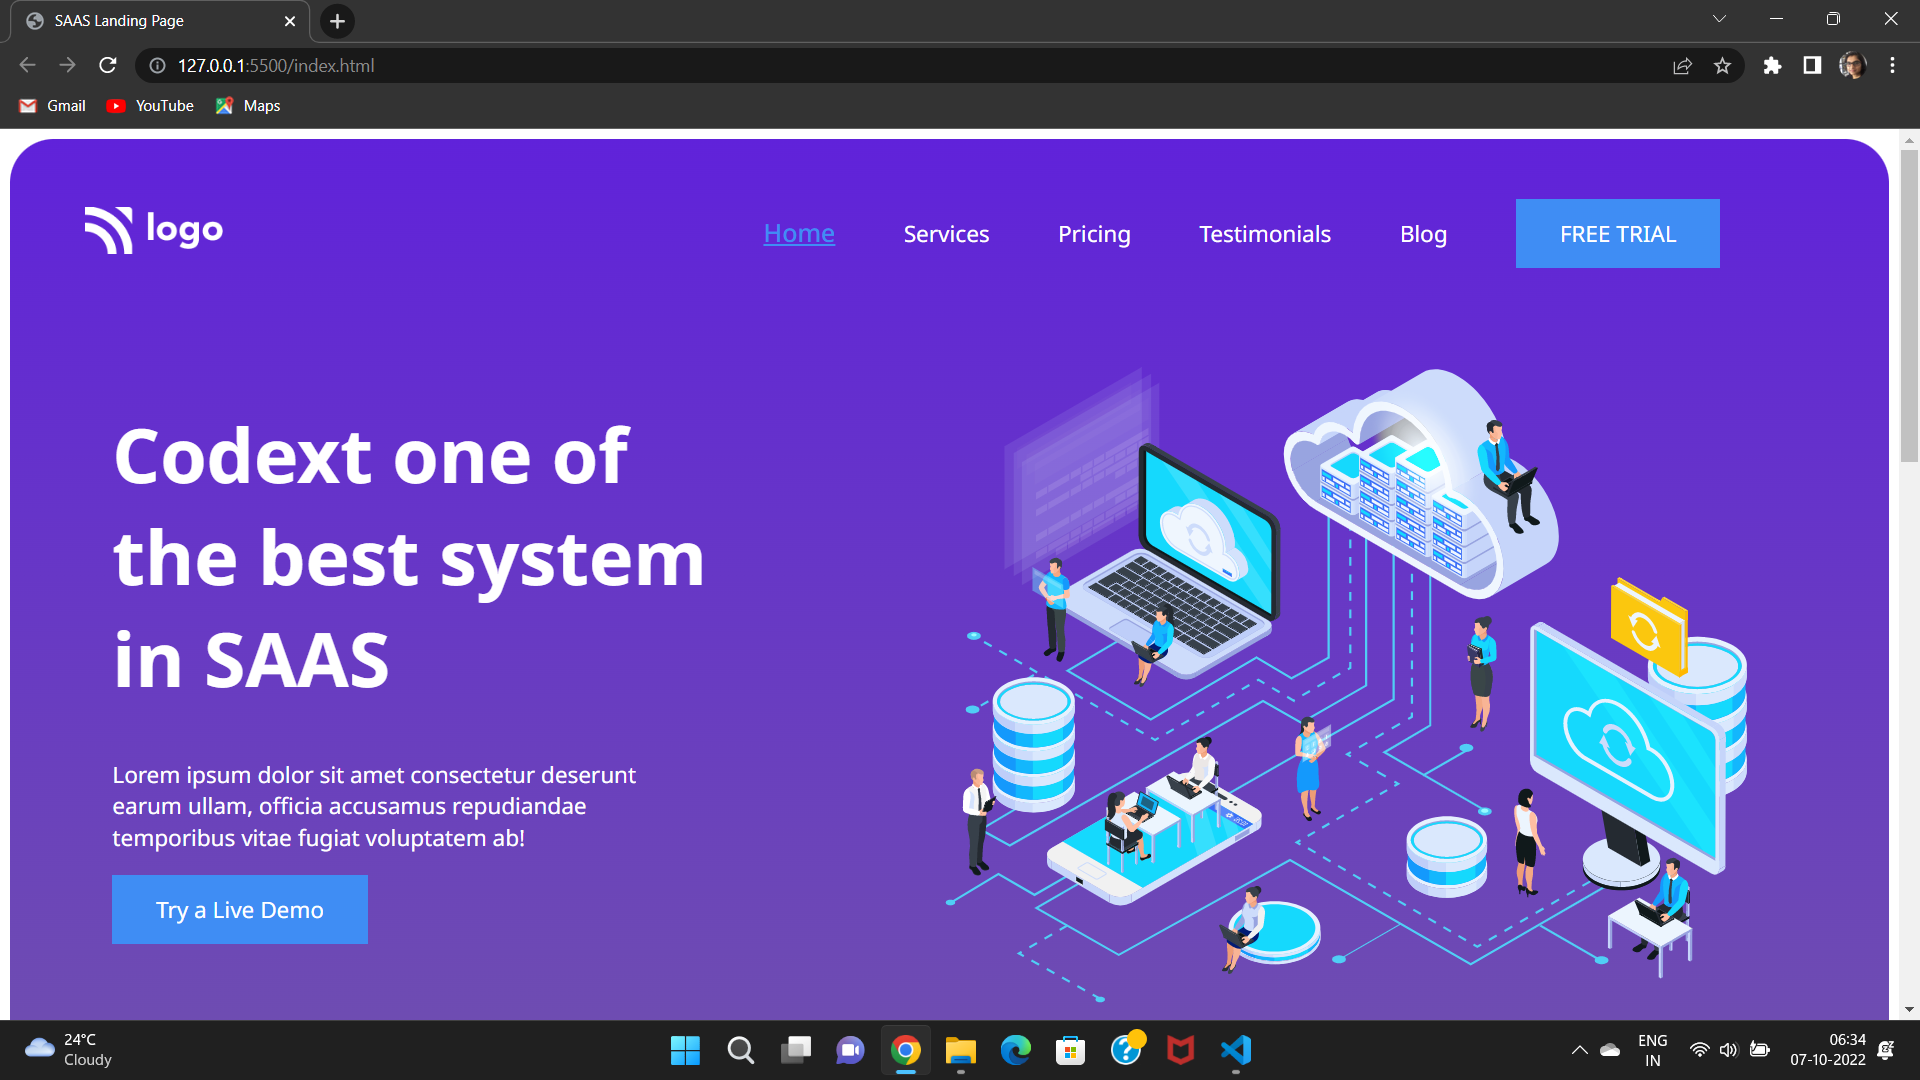 SAAS Landing Page
127.0.0.1:5500/index.html
Gmail YouTube Maps
logo
Home Services Pricing Testimonials Blog FREE TRIAL
Codext one of
the best system
in SAAS
Lorem ipsum dolor sit amet consectetur deserunt
earum ullam, officia accusamus repudiandae
temporibus vitae fugiat voluptatem ab!
Try a Live Demo
24°C
Cloudy
ENG
IN
06:34
07-10-2022